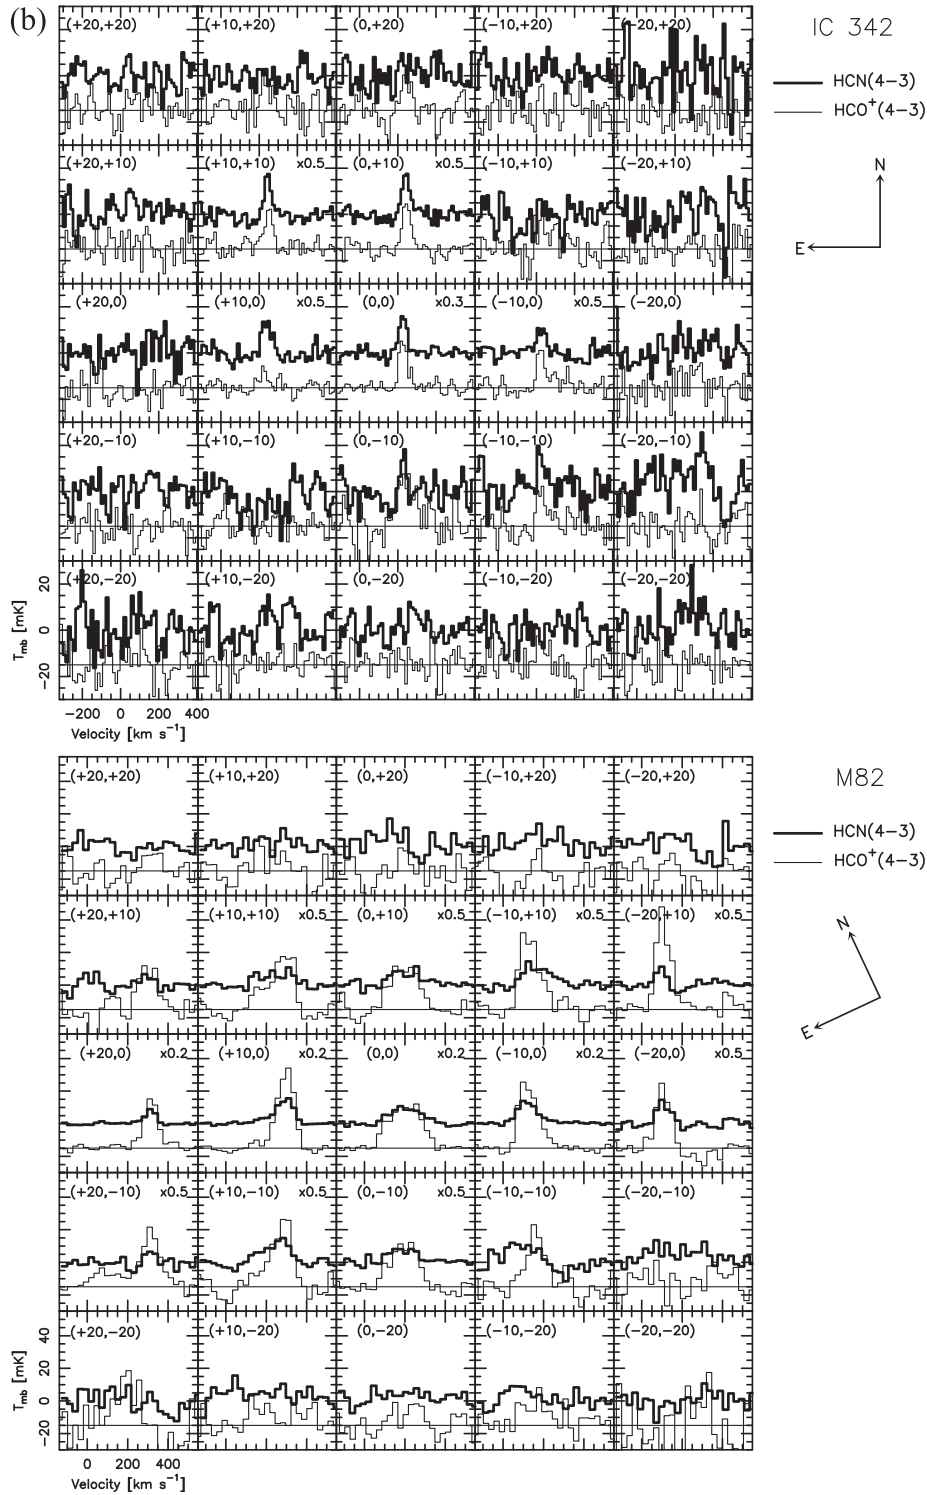 (b)
(+20,+20) (+10,+20) (0,+20) (−10,+20) (−20,+20)
IC 342
HCN(4−3)
HCO+(4−3)
(+20,+10) (+10,+10) x0.5 (0,+10) x0.5 (−10,+10) (−20,+10)
N
E
(+20,0) (+10,0) x0.5 (0,0) x0.3 (−10,0) x0.5 (−20,0)
(+20,−10) (+10,−10) (0,−10) (−10,−10) (−20,−10)
(+20,−20) (+10,−20) (0,−20) (−10,−20) (−20,−20)
20
0
−20
Tmb [mK]
−200 0 200 400
Velocity [km s−1]
(+20,+20) (+10,+20) (0,+20) (−10,+20) (−20,+20)
M82
HCN(4−3)
HCO+(4−3)
(+20,+10) (+10,+10) x0.5 (0,+10) x0.5 (−10,+10) x0.5 (−20,+10) x0.5
N
E
(+20,0) x0.2 (+10,0) x0.2 (0,0) x0.2 (−10,0) x0.2 (−20,0) x0.5
(+20,−10) x0.5 (+10,−10) x0.5 (0,−10) x0.5 (−10,−10) (−20,−10)
(+20,−20) (+10,−20) (0,−20) (−10,−20) (−20,−20)
40
20
0
−20
Tmb [mK]
0 200 400
Velocity [km s−1]